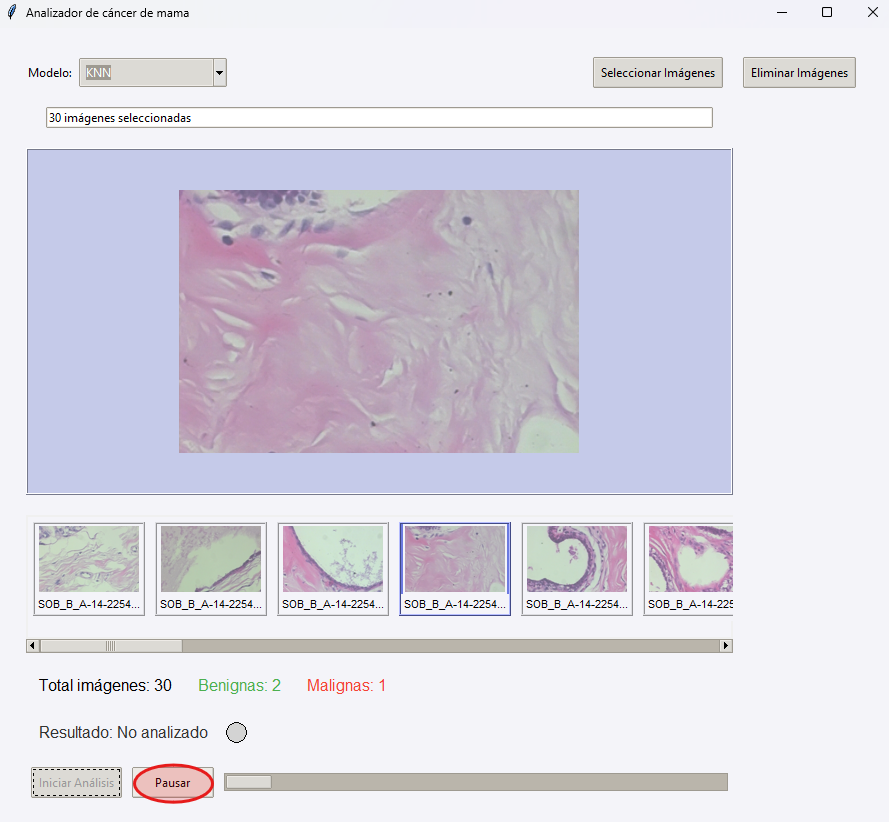 Analizador de cáncer de mama
Modelo: KNN Seleccionar Imágenes Eliminar Imágenes
30 imágenes seleccionadas
SOB_B_A-14-2254... SOB_B_A-14-2254... SOB_B_A-14-2254... SOB_B_A-14-2254... SOB_B_A-14-2254... SOB_B_A-14-2254
Total imágenes: 30 Benignas: 2 Malignas: 1
Resultado: No analizado
Iniciar Análisis Pausar